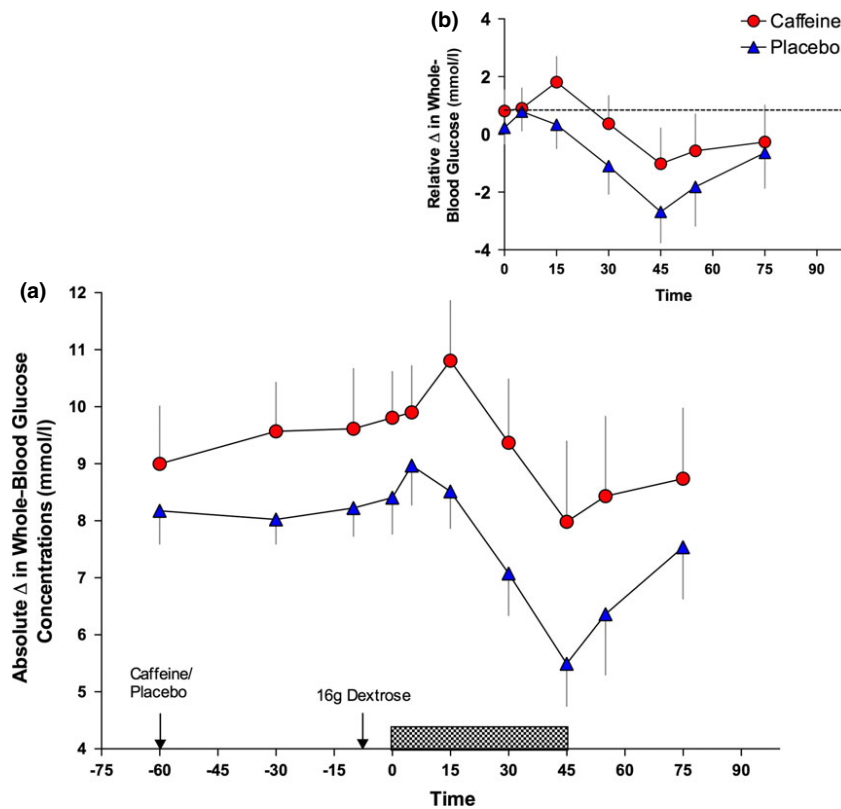 (b)
Caffeine
Placebo
Relative Δ in Whole-
Blood Glucose (mmol/l)
4
2
0
-2
-4
0 15 30 45 60 75 90
Time
(a)
Absolute Δ in Whole-Blood Glucose
Concentrations (mmol/l)
12
11
10
9
8
7
6
5
4
Caffeine/
Placebo
16g Dextrose
-75 -60 -45 -30 -15 0 15 30 45 60 75 90
Time